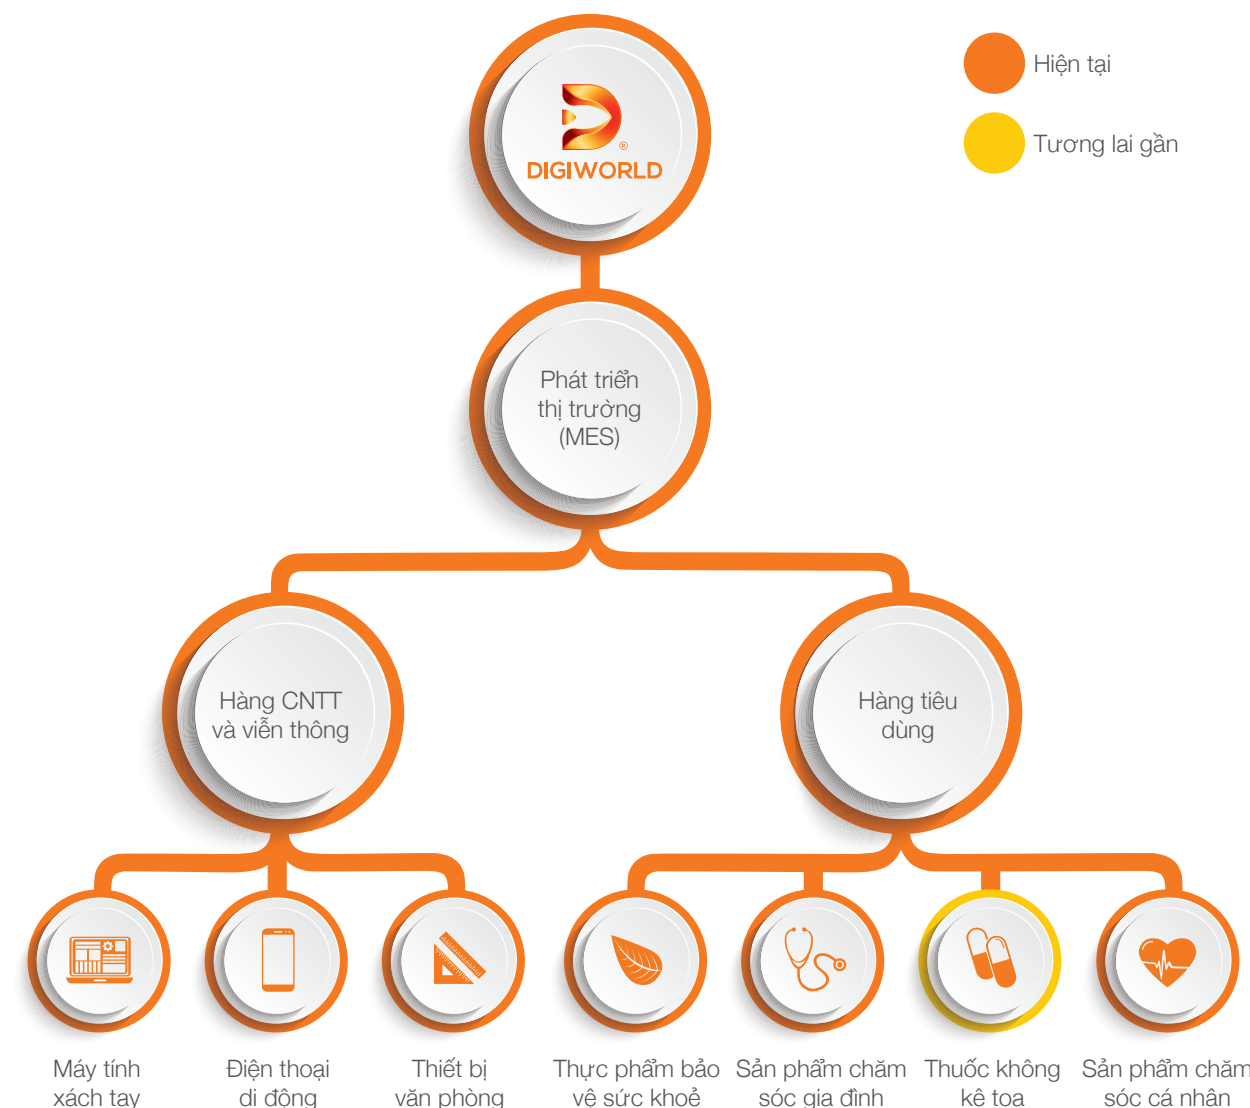 DIGIWORLD
®
Hiện tại
Tương lai gần
Phát triển
thị trường
(MES)
Hàng CNTT
và viễn thông
Hàng tiêu
dùng
Máy tính
xách tay
Điện thoại
di động
Thiết bị
văn phòng
Thực phẩm bảo
vệ sức khoẻ
Sản phẩm chăm
sóc gia đình
Thuốc không
kê toa
Sản phẩm chăm
sóc cá nhân